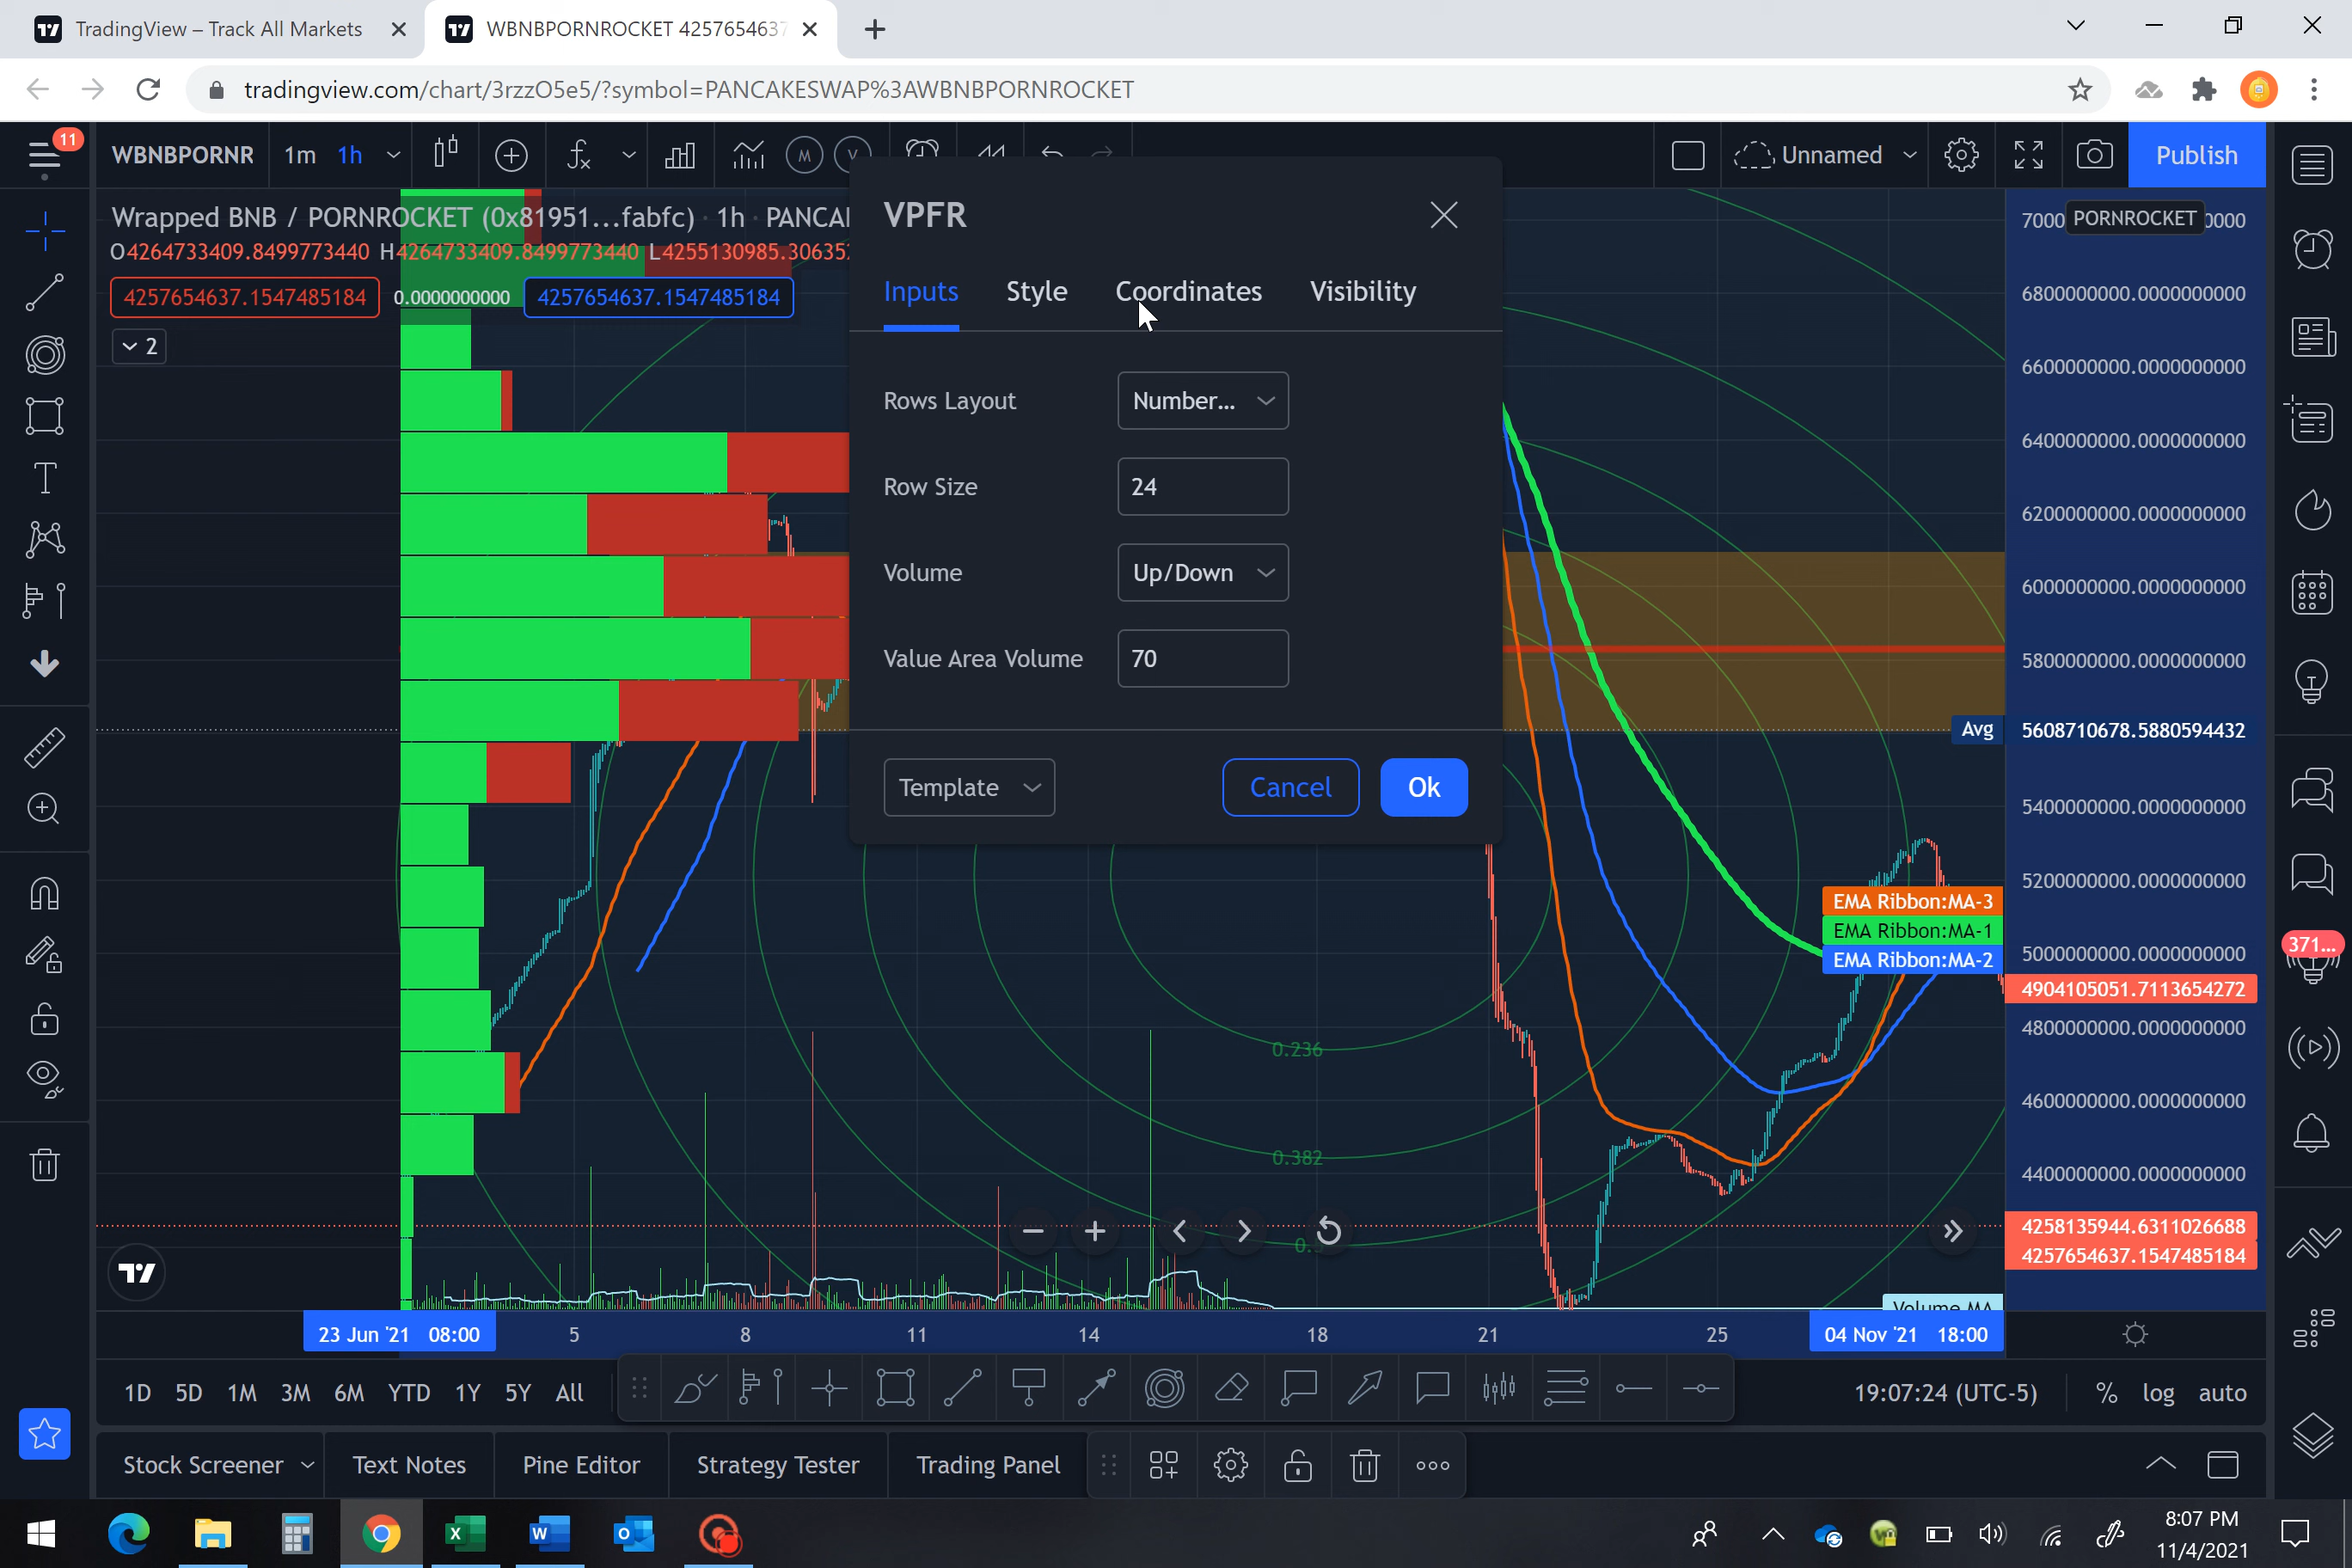 TradingView – Track All Markets
WBNBPORNROCKET 4257654637
tradingview.com/chart/3rzzO5e5/?symbol=PANCAKESWAP%3AWBNBPORNROCKET
11
WBNBPORNR 1m 1h M V Unnamed Publish
Wrapped BNB / PORNROCKET (0x81951...fabfc) · 1h · PANCA
O4264733409.8499773440 H4264733409.8499773440 L4255130985.30635
4257654637.1547485184 0.0000000000 4257654637.1547485184
2
VPFR
Inputs Style Coordinates Visibility
Rows Layout Number...
Row Size 24
Volume Up/Down
Value Area Volume 70
Template Cancel Ok
PORNROCKET
6800000000.0000000000
6600000000.0000000000
6400000000.0000000000
6200000000.0000000000
6000000000.0000000000
5800000000.0000000000
Avg 5608710678.5880594432
5400000000.0000000000
5200000000.0000000000
EMA Ribbon:MA-3
EMA Ribbon:MA-1
EMA Ribbon:MA-2
5000000000.0000000000
371...
4904105051.7113654272
4800000000.0000000000
4600000000.0000000000
4400000000.0000000000
4258135944.6311026688
4257654637.1547485184
0.236
0.382
Volume MA
23 Jun '21 08:00 5 8 11 14 18 21 25 04 Nov '21 18:00
1D 5D 1M 3M 6M YTD 1Y 5Y All 19:07:24 (UTC-5) % log auto
Stock Screener Text Notes Pine Editor Strategy Tester Trading Panel
8:07 PM
11/4/2021